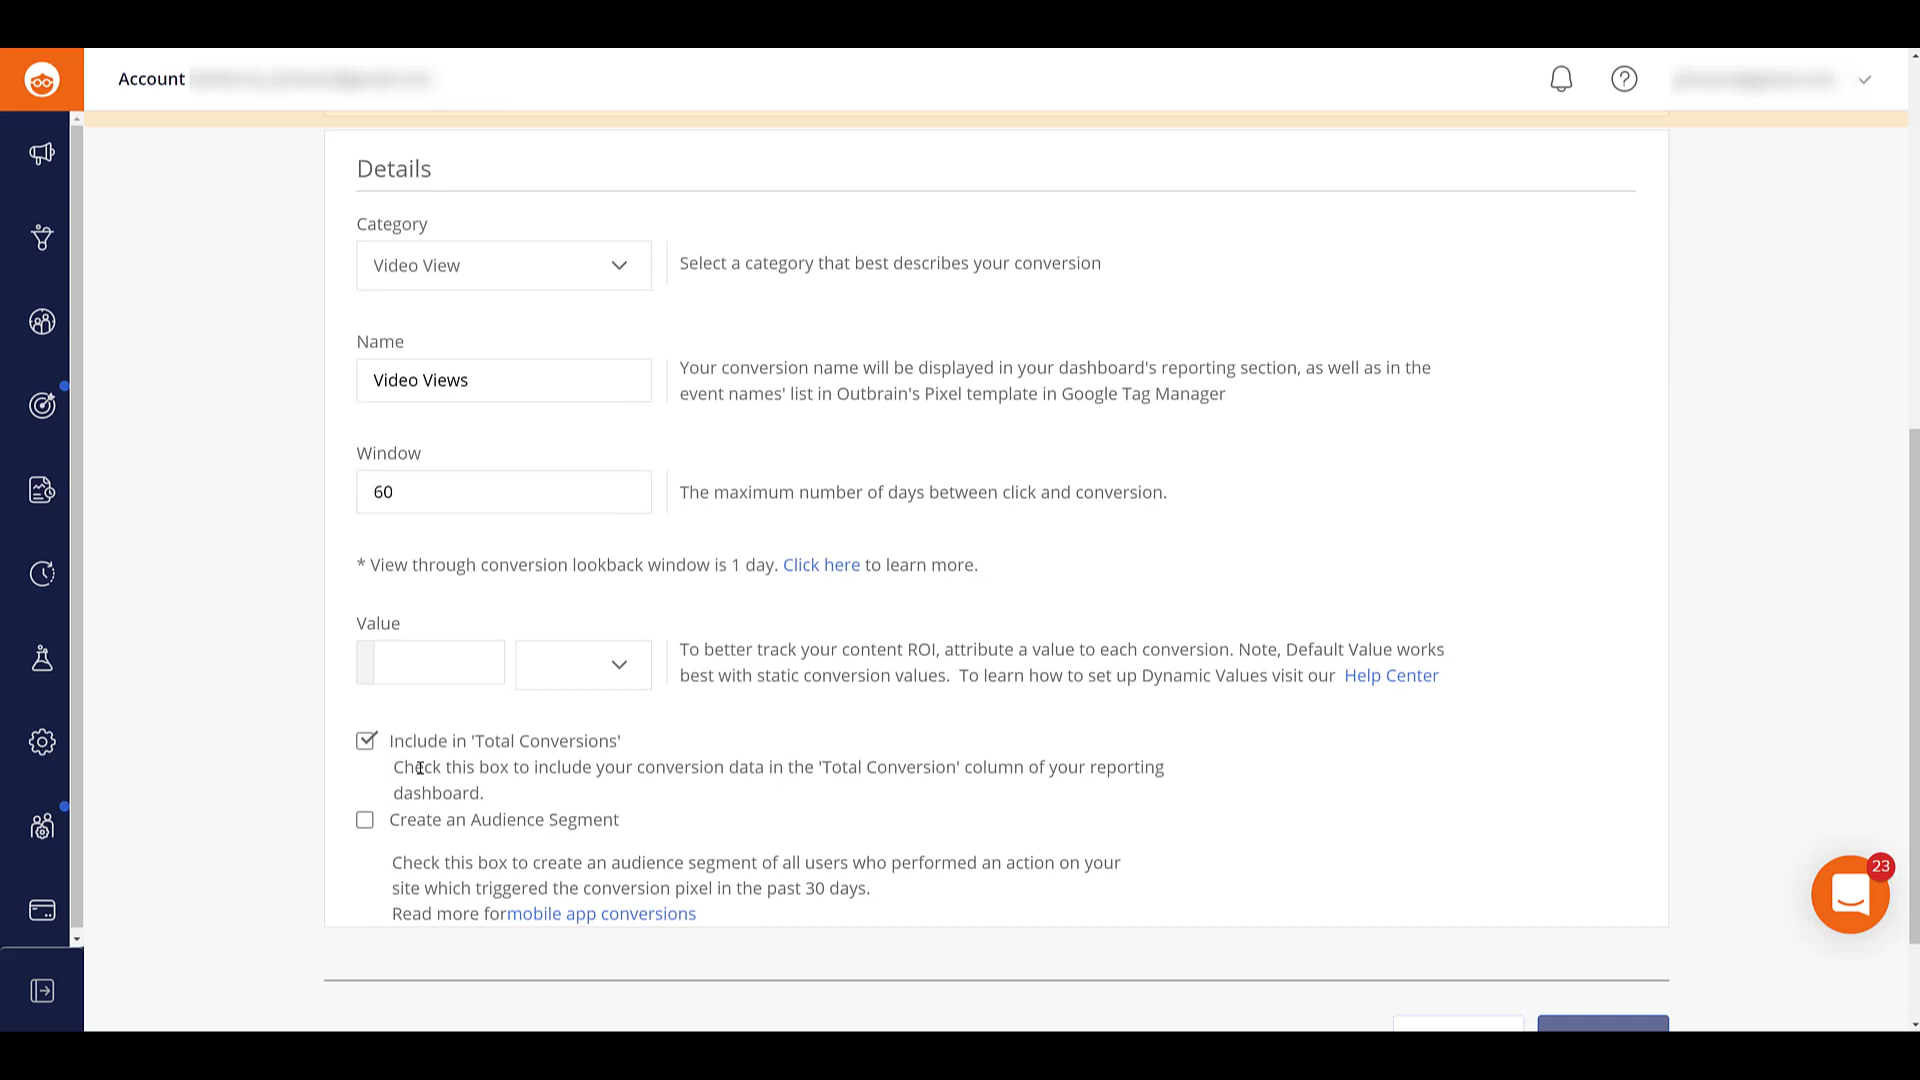 Account
Details
Category
Video View
Select a category that best describes your conversion
Name
Video Views
Your conversion name will be displayed in your dashboard's reporting section, as well as in the
event names' list in Outbrain's Pixel template in Google Tag Manager
Window
60
The maximum number of days between click and conversion.
* View through conversion lookback window is 1 day. Click here to learn more.
Value
To better track your content ROI, attribute a value to each conversion. Note, Default Value works
best with static conversion values. To learn how to set up Dynamic Values visit our Help Center
Include in 'Total Conversions'
Check this box to include your conversion data in the 'Total Conversion' column of your reporting
dashboard.
Create an Audience Segment
Check this box to create an audience segment of all users who performed an action on your
site which triggered the conversion pixel in the past 30 days.
Read more formobile app conversions
23